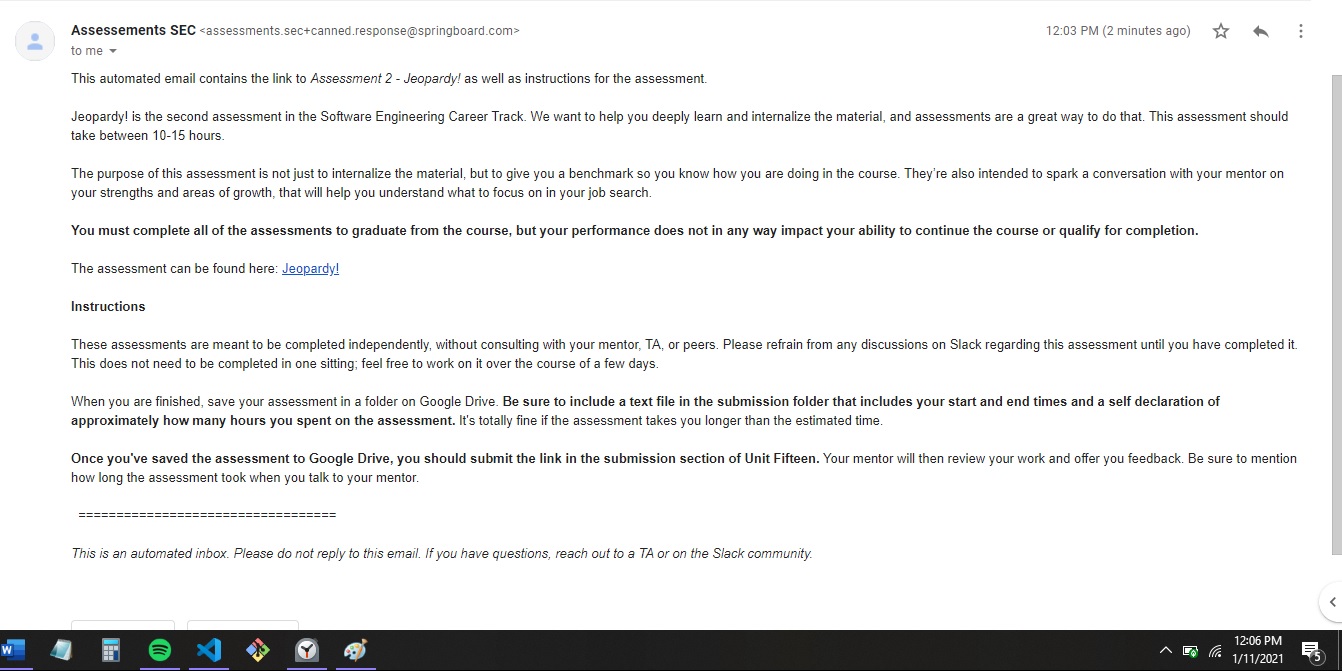 Assessements SEC <assessments.sec+canned.response@springboard.com>
12:03 PM (2 minutes ago)
to me
This automated email contains the link to Assessment 2 - Jeopardy! as well as instructions for the assessment.
Jeopardy! is the second assessment in the Software Engineering Career Track. We want to help you deeply learn and internalize the material, and assessments are a great way to do that. This assessment should
take between 10-15 hours.
The purpose of this assessment is not just to internalize the material, but to give you a benchmark so you know how you are doing in the course. They're also intended to spark a conversation with your mentor on
your strengths and areas of growth, that will help you understand what to focus on in your job search.
You must complete all of the assessments to graduate from the course, but your performance does not in any way impact your ability to continue the course or qualify for completion.
The assessment can be found here: Jeopardy!
Instructions
These assessments are meant to be completed independently, without consulting with your mentor, TA, or peers. Please refrain from any discussions on Slack regarding this assessment until you have completed it.
This does not need to be completed in one sitting; feel free to work on it over the course of a few days.
When you are finished, save your assessment in a folder on Google Drive. Be sure to include a text file in the submission folder that includes your start and end times and a self declaration of
approximately how many hours you spent on the assessment. It's totally fine if the assessment takes you longer than the estimated time.
Once you've saved the assessment to Google Drive, you should submit the link in the submission section of Unit Fifteen. Your mentor will then review your work and offer you feedback. Be sure to mention
how long the assessment took when you talk to your mentor.
==================================
This is an automated inbox. Please do not reply to this email. If you have questions, reach out to a TA or on the Slack community.
W
12:06 PM
1/11/2021
5